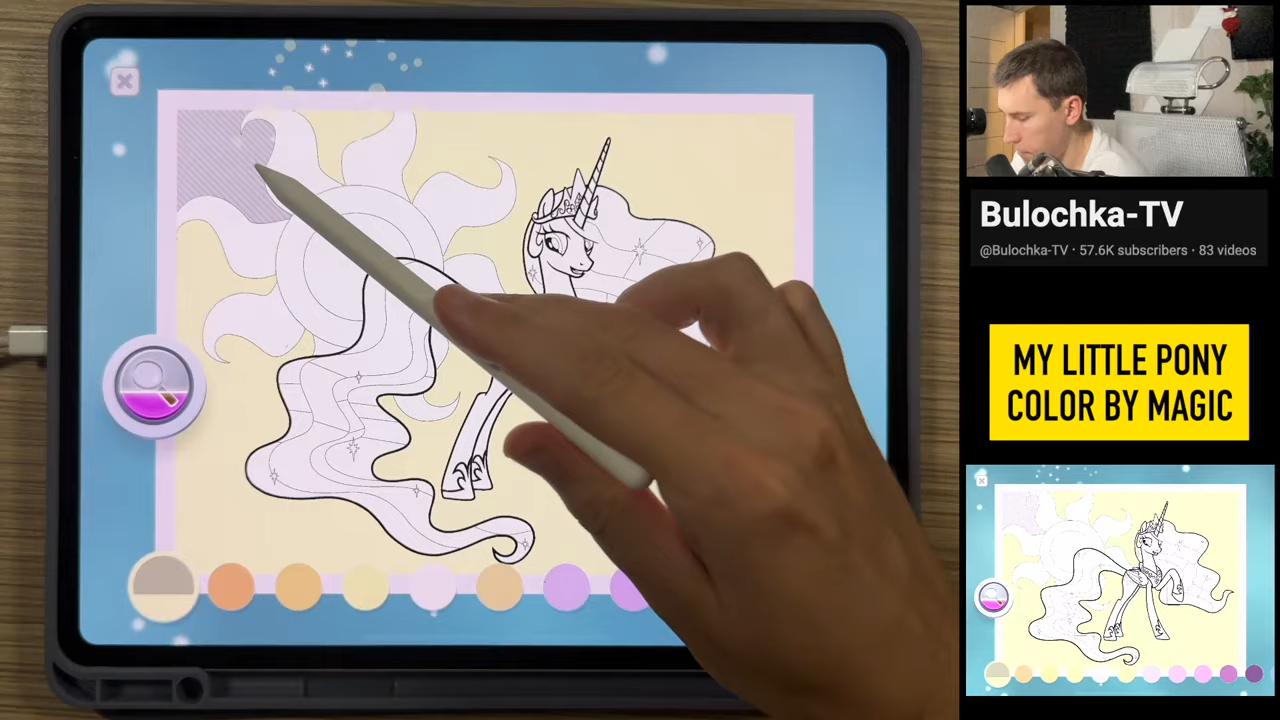 Bulochka-TV
@Bulochka-TV · 57.6K subscribers · 83 videos
MY LITTLE PONY
COLOR BY MAGIC